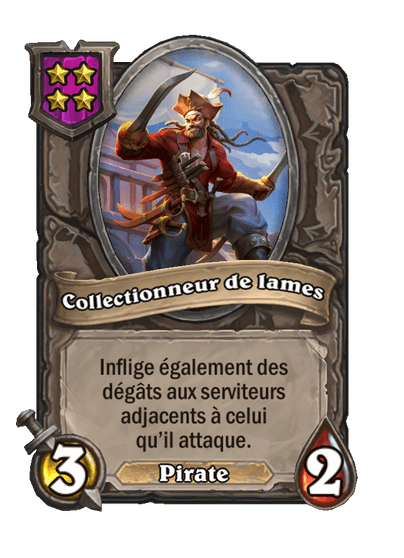 Collectionneur de lames
Inflige également des
dégâts aux serviteurs
adjacents à celui
qu'il attaque.
3
Pirate
2